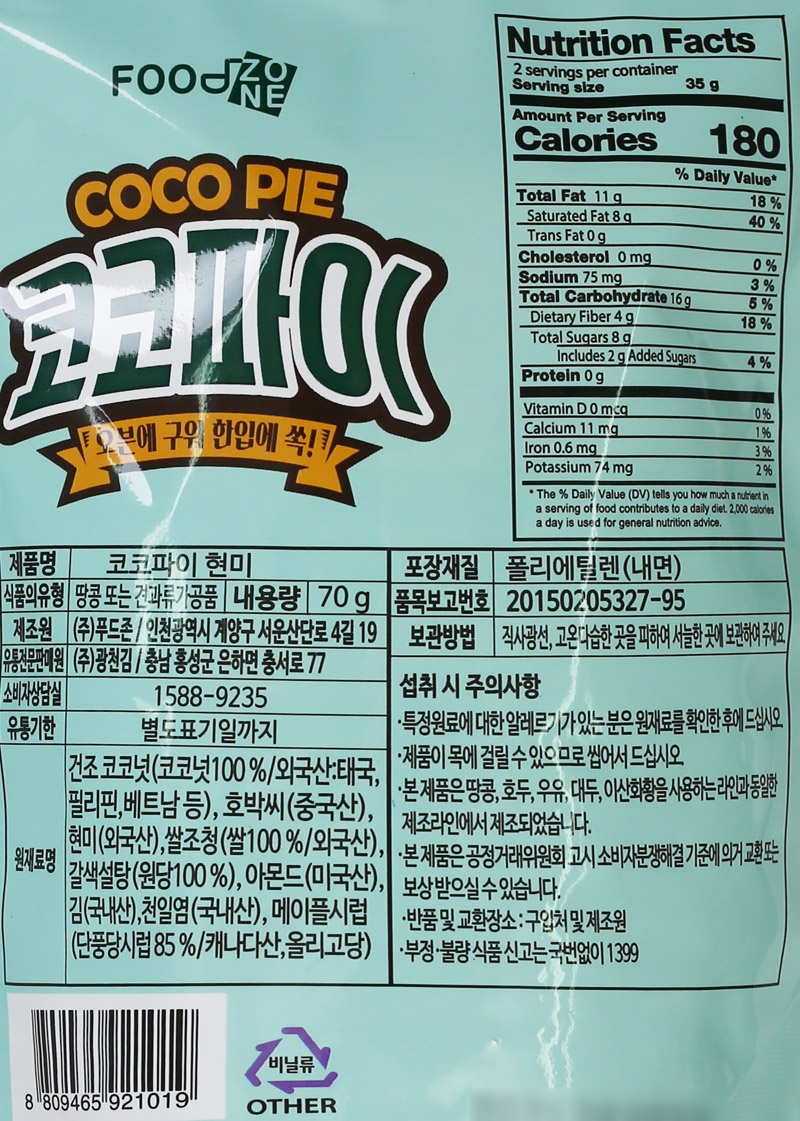 FOOD ZONE
COCO PIE
코코파이
오븐에 구워 한입에 쏙!
Nutrition Facts
2 servings per container
Serving size 35 g
Amount Per Serving
Calories 180
% Daily Value*
Total Fat 11 g 18 %
Saturated Fat 8 g 40 %
Trans Fat 0 g
Cholesterol 0 mg 0 %
Sodium 75 mg 3 %
Total Carbohydrate 16 g 5 %
Dietary Fiber 4 g 18 %
Total Sugars 8 g
Includes 2 g Added Sugars 4 %
Protein 0 g
Vitamin D 0 mcg 0%
Calcium 11 mg 1%
Iron 0.6 mg 3%
Potassium 74 mg 2%
* The % Daily Value (DV) tells you how much a nutrient in
a serving of food contributes to a daily diet. 2,000 calories
a day is used for general nutrition advice.
제품명 코코파이 현미
식품의유형 땅콩 또는 견과류가공품 내용량 70 g
제조원 (주)푸드존 / 인천광역시 계양구 서운산단로 4길 19
유통전문판매원 (주)광천김 / 충남 홍성군 은하면 충서로 77
소비자상담실 1588-9235
유통기한 별도표기일까지
원재료명 건조 코코넛(코코넛100 %/외국산:태국,
필리핀,베트남 등), 호박씨(중국산),
현미(외국산),쌀조청(쌀100 %/외국산),
갈색설탕(원당100 %), 아몬드(미국산),
김(국내산),천일염(국내산), 메이플시럽
(단풍당시럽 85 %/캐나다산,올리고당)
포장재질 폴리에틸렌(내면)
품목보고번호 20150205327-95
보관방법 직사광선, 고온다습한 곳을 피하여 서늘한 곳에 보관하여 주세요
섭취 시 주의사항
·특정원료에 대한 알레르기가 있는 분은 원재료를 확인한 후에 드십시오.
·제품이 목에 걸릴 수 있으므로 씹어서 드십시오
·본 제품은 땅콩, 호두, 우유, 대두, 이산화황을 사용하는 라인과 동일한
제조라인에서 제조되었습니다.
·본 제품은 공정거래위원회 고시 소비자분쟁해결 기준에 의거 교환 또는
보상 받으실 수 있습니다.
·반품 및 교환장소 : 구입처 및 제조원
·부정·불량 식품 신고는 국번없이 1399
8 809465 921019
비닐류
OTHER